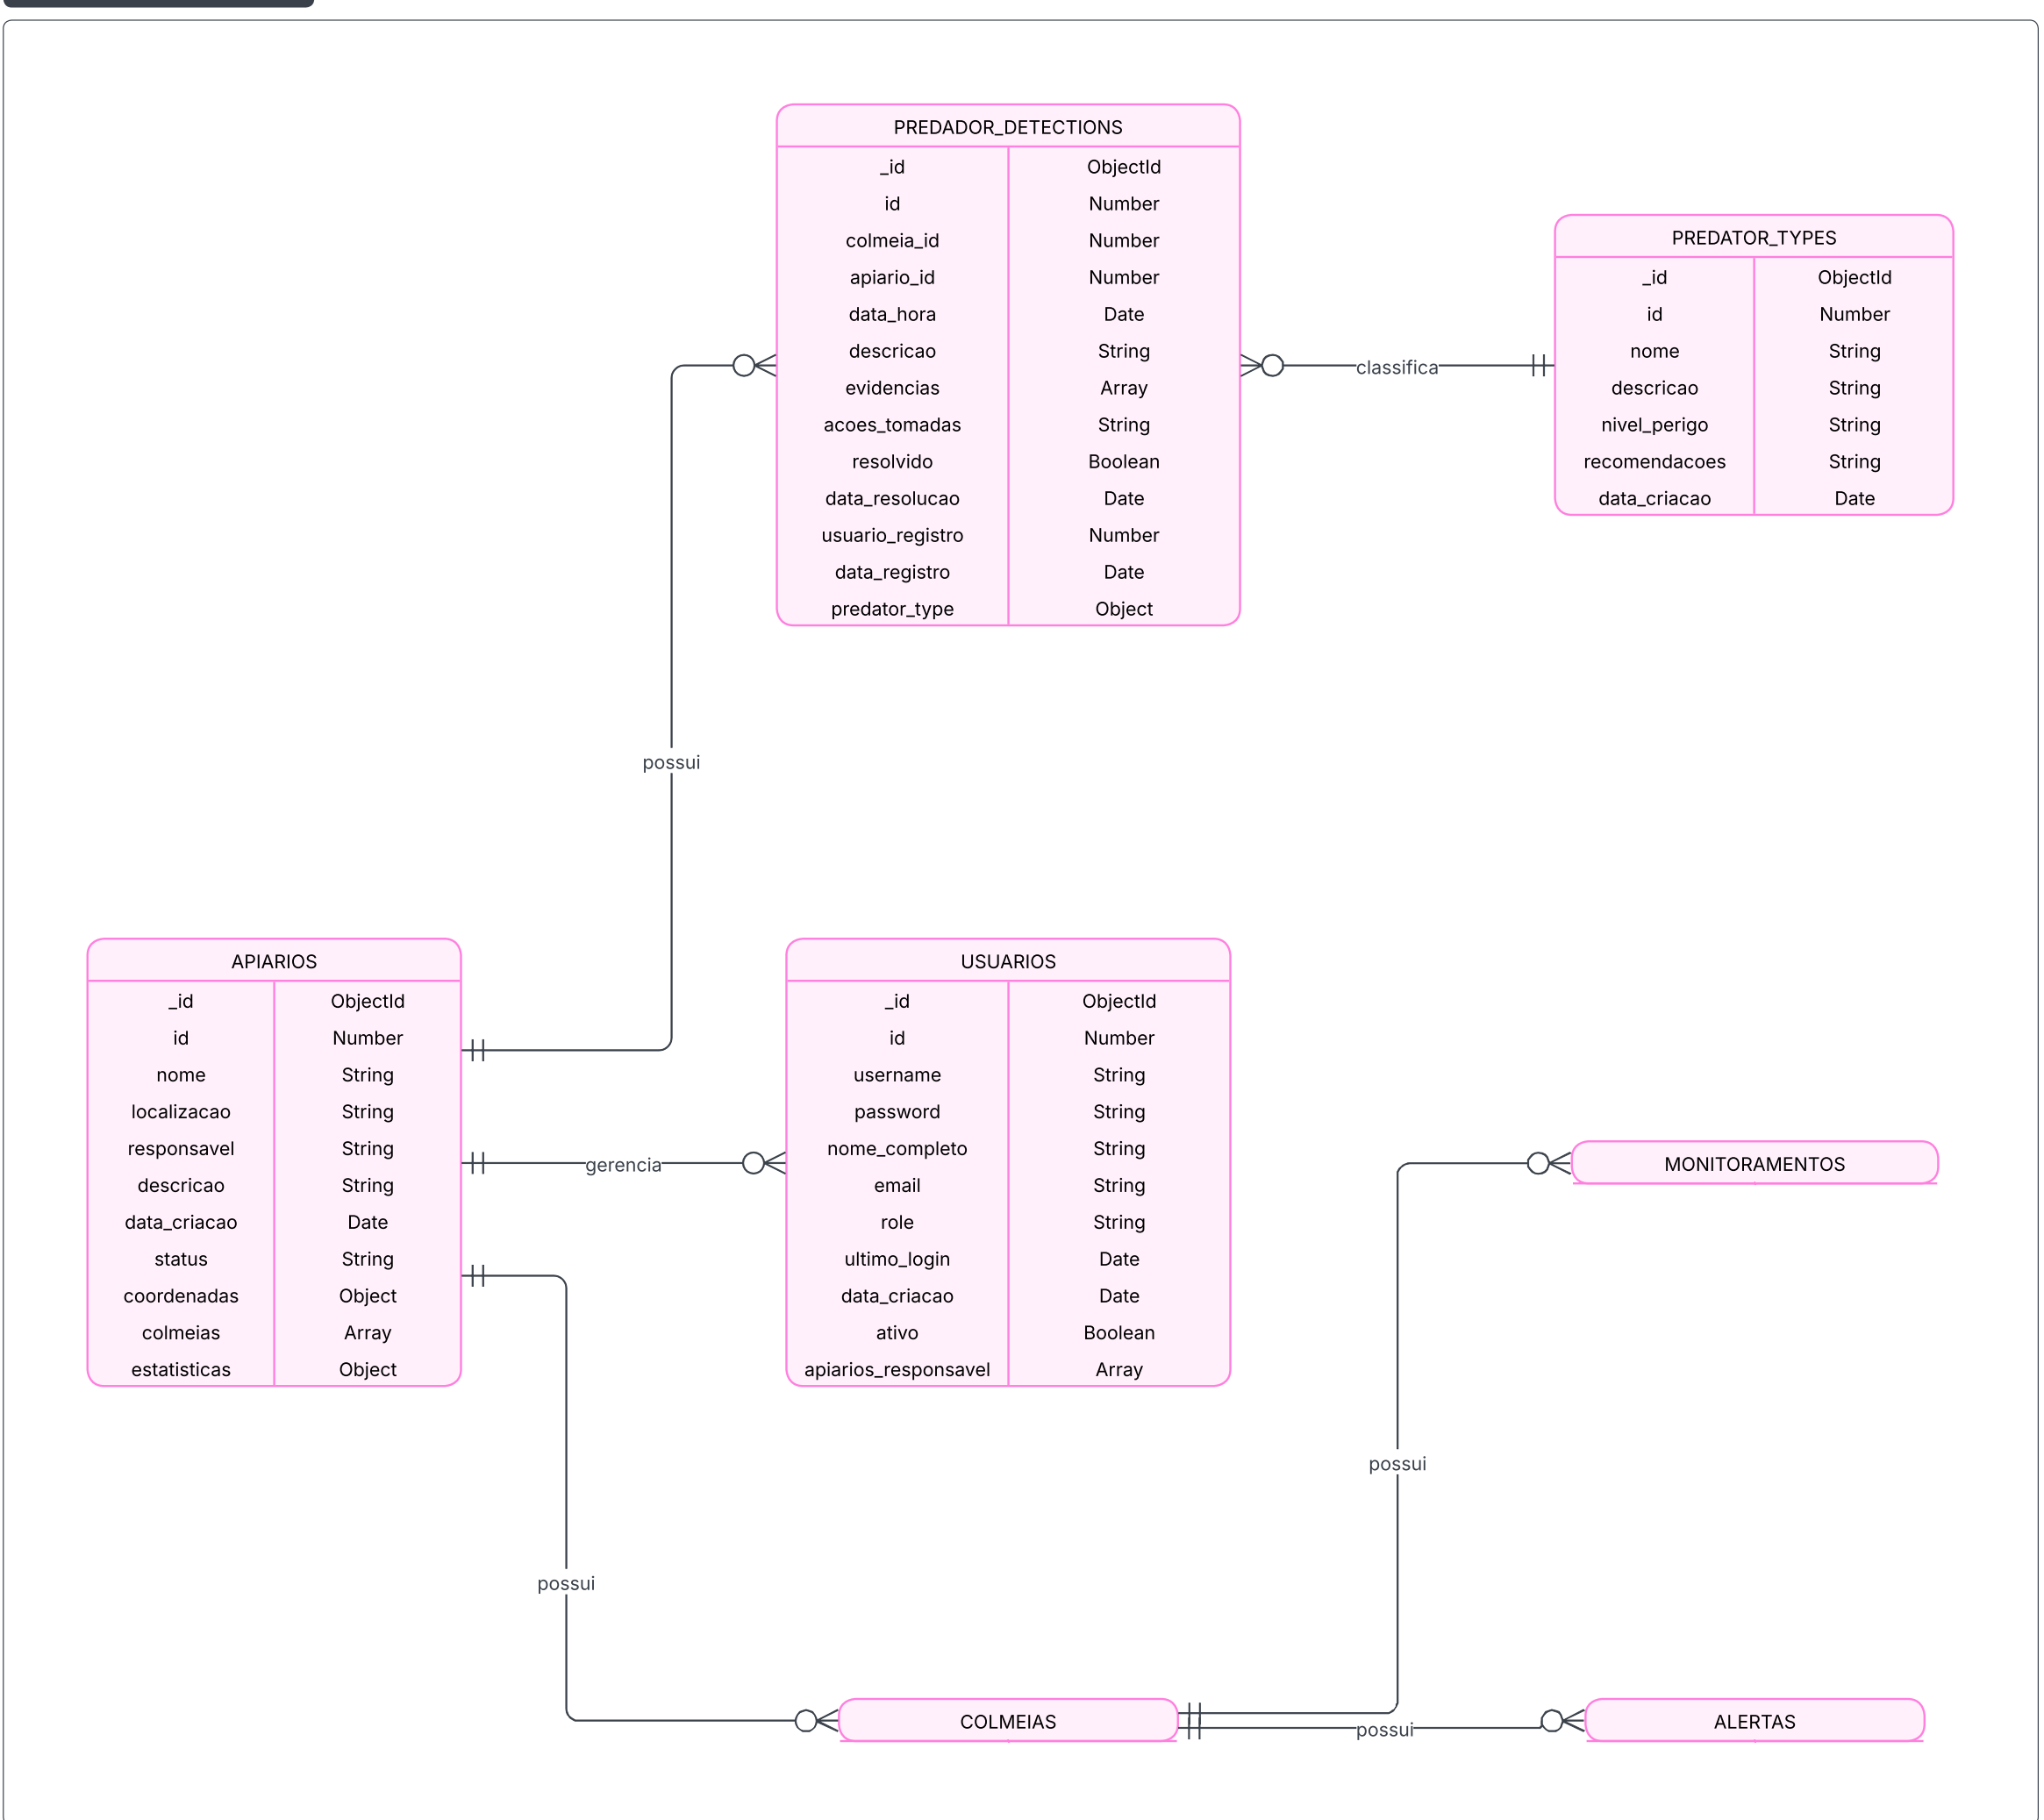 PREDADOR_DETECTIONS
_id ObjectId
id Number
colmeia_id Number
apiario_id Number
data_hora Date
descricao String
evidencias Array
acoes_tomadas String
resolvido Boolean
data_resolucao Date
usuario_registro Number
data_registro Date
predator_type Object
classifica
PREDATOR_TYPES
_id ObjectId
id Number
nome String
descricao String
nivel_perigo String
recomendacoes String
data_criacao Date
possui
APIARIOS
_id ObjectId
id Number
nome String
localizacao String
responsavel String
descricao String
data_criacao Date
status String
coordenadas Object
colmeias Array
estatisticas Object
gerencia
USUARIOS
_id ObjectId
id Number
username String
password String
nome_completo String
email String
role String
ultimo_login Date
data_criacao Date
ativo Boolean
apiarios_responsavel Array
MONITORAMENTOS
possui
possui
COLMEIAS
possui
ALERTAS